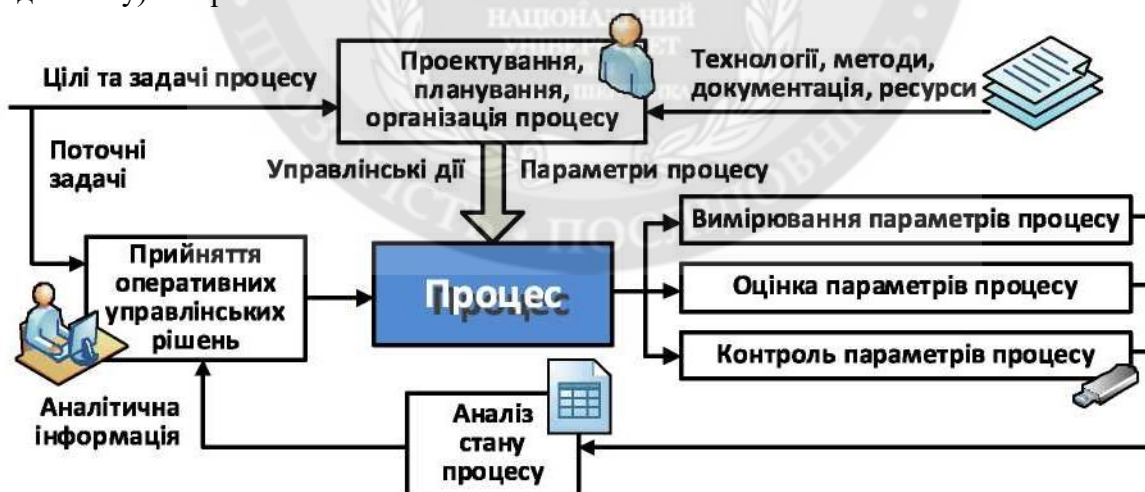 НАЦІОНАЛЬНИЙ
Цілі та задачі процесу
Проектування,
планування,
організація процесу
Технології, методи,
документація, ресурси
Поточні
задачі
Управлінські дії
Параметри процесу
Прийняття
оперативних
управлінських
рішень
Процес
Вимірювання параметрів процесу
Оцінка параметрів процесу
Контроль параметрів процесу
Аналітична
інформація
Аналіз
стану
процесу